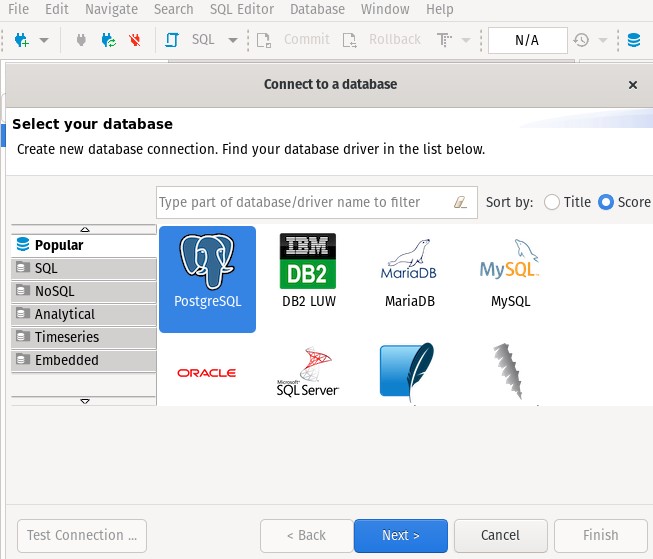 File Edit Navigate Search SQL Editor Database Window Help
SQL Commit Rollback T N/A
Connect to a database
Select your database
Create new database connection. Find your database driver in the list below.
Type part of database/driver name to filter Sort by: Title Score
Popular
SQL
NoSQL
Analytical
Timeseries
Embedded
IBM
DB2
MariaDB
MySQL
PostgreSQL DB2 LUW MariaDB MySQL
ORACLE
Microsoft
SQL Server
Test Connection ... < Back Next > Cancel Finish